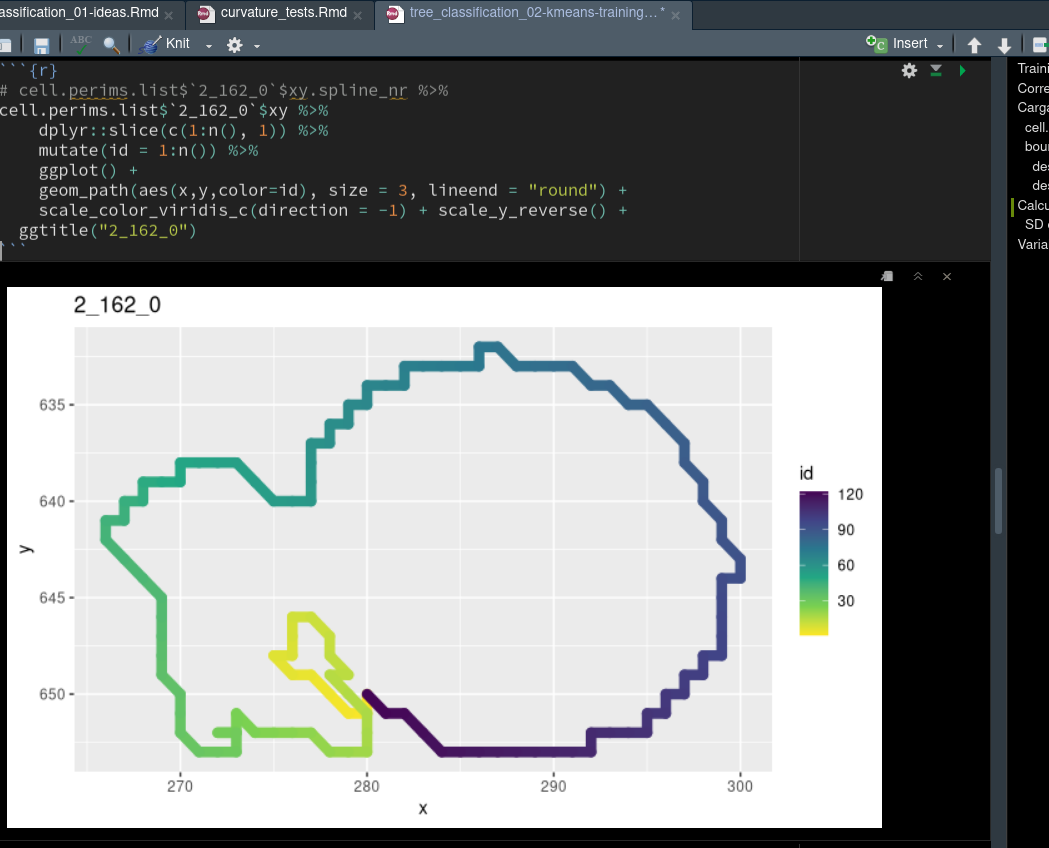 assification_01-ideas.Rmd
curvature_tests.Rmd
tree_classification_02-kmeans-training...*
ABC
Knit
Insert
```{r}
# cell.perims.list$`2_162_0`$xy.spline_nr %>%
cell.perims.list$`2_162_0`$xy %>%
dplyr::slice(c(1:n(), 1)) %>%
mutate(id = 1:n()) %>%
ggplot() +
geom_path(aes(x,y,color=id), size = 3, lineend = "round") +
scale_color_viridis_c(direction = -1) + scale_y_reverse() +
ggtitle("2_162_0")
```
Traini
Corre
Carga
cell.
bour
des
des
Calcu
SD
Varia
2_162_0
635
640
645
650
y
270
280
290
300
x
id
120
90
60
30